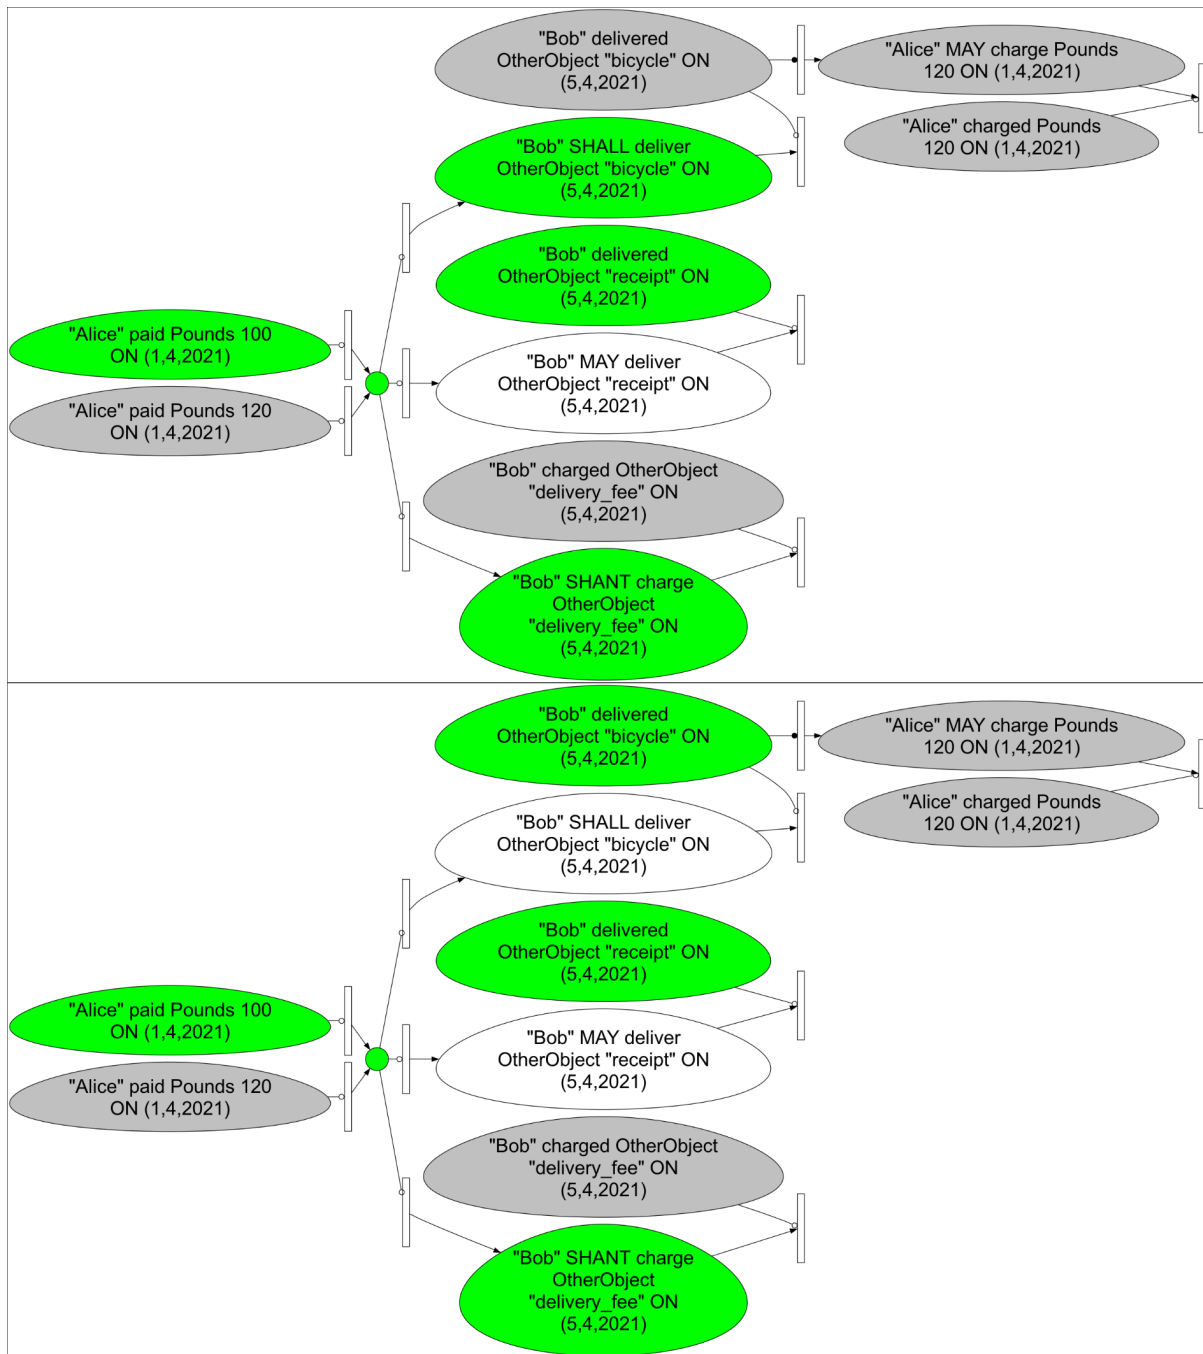 "Bob" delivered
OtherObject "bicycle" ON
(5,4,2021)
"Alice" MAY charge Pounds
120 ON (1,4,2021)
"Alice" charged Pounds
120 ON (1,4,2021)
"Bob" SHALL deliver
OtherObject "bicycle" ON
(5,4,2021)
"Bob" delivered
OtherObject "receipt" ON
(5,4,2021)
"Alice" paid Pounds 100
ON (1,4,2021)
"Bob" MAY deliver
OtherObject "receipt" ON
(5,4,2021)
"Alice" paid Pounds 120
ON (1,4,2021)
"Bob" charged OtherObject
"delivery_fee" ON
(5,4,2021)
"Bob" SHANT charge
OtherObject
"delivery_fee" ON
(5,4,2021)
"Bob" delivered
OtherObject "bicycle" ON
(5,4,2021)
"Alice" MAY charge Pounds
120 ON (1,4,2021)
"Alice" charged Pounds
120 ON (1,4,2021)
"Bob" SHALL deliver
OtherObject "bicycle" ON
(5,4,2021)
"Bob" delivered
OtherObject "receipt" ON
(5,4,2021)
"Alice" paid Pounds 100
ON (1,4,2021)
"Bob" MAY deliver
OtherObject "receipt" ON
(5,4,2021)
"Alice" paid Pounds 120
ON (1,4,2021)
"Bob" charged OtherObject
"delivery_fee" ON
(5,4,2021)
"Bob" SHANT charge
OtherObject
"delivery_fee" ON
(5,4,2021)